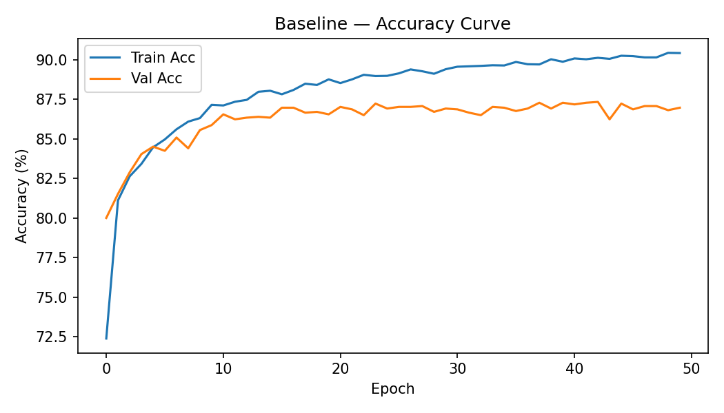 Baseline — Accuracy Curve
Train Acc
Val Acc
Accuracy (%)
90.0
87.5
85.0
82.5
80.0
77.5
75.0
72.5
0 10 20 30 40 50
Epoch